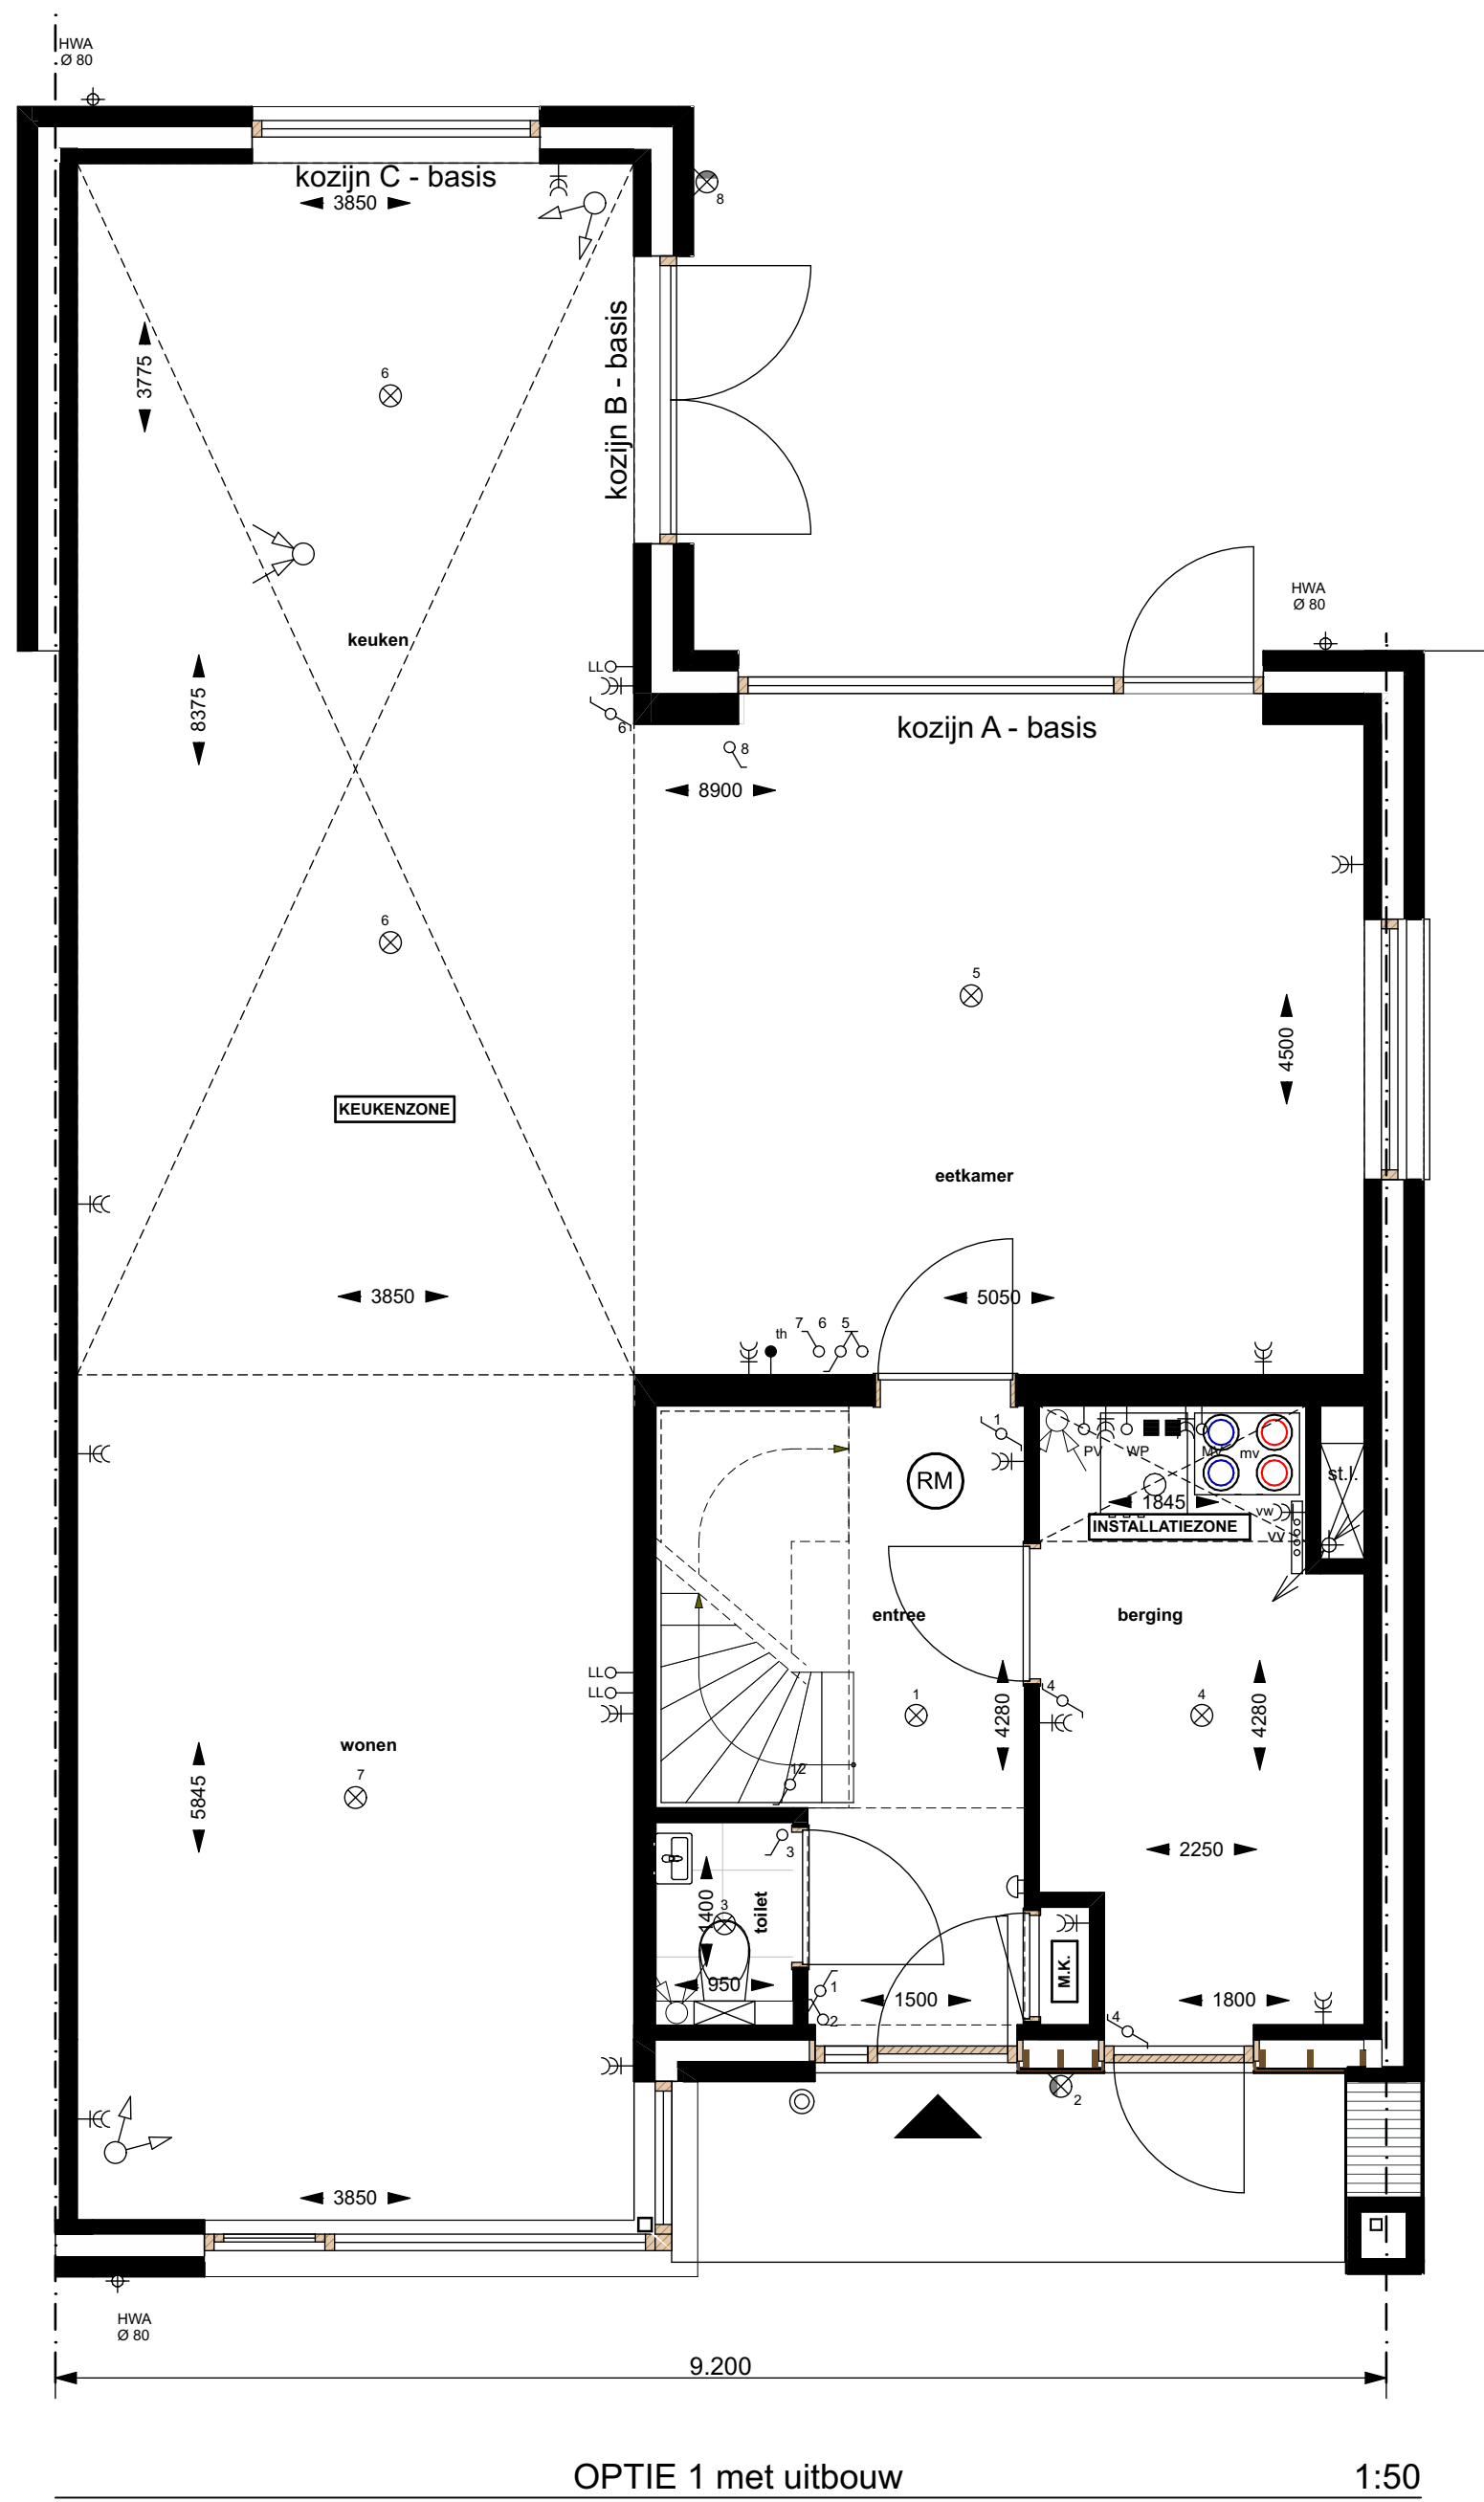 HWA
Ø 80
kozijn C - basis
3850
8
kozijn B - basis
3775
6
HWA
Ø 80
keuken
LL
6
8375
kozijn A - basis
8
8900
6
5
4500
KEUKENZONE
eetkamer
3850
5050
th
7
6
5
1
RM
PV
WP
MV
mv
st.l.
1845
vw
INSTALLATIEZONE
VV
entree
berging
LL
LL
4
1
4280
4
4280
wonen
7
5845
12
3
2250
1400
3
toilet
M.K.
950
1
2
1500
1800
4
2
3850
HWA
Ø 80
9.200
OPTIE 1 met uitbouw
1:50